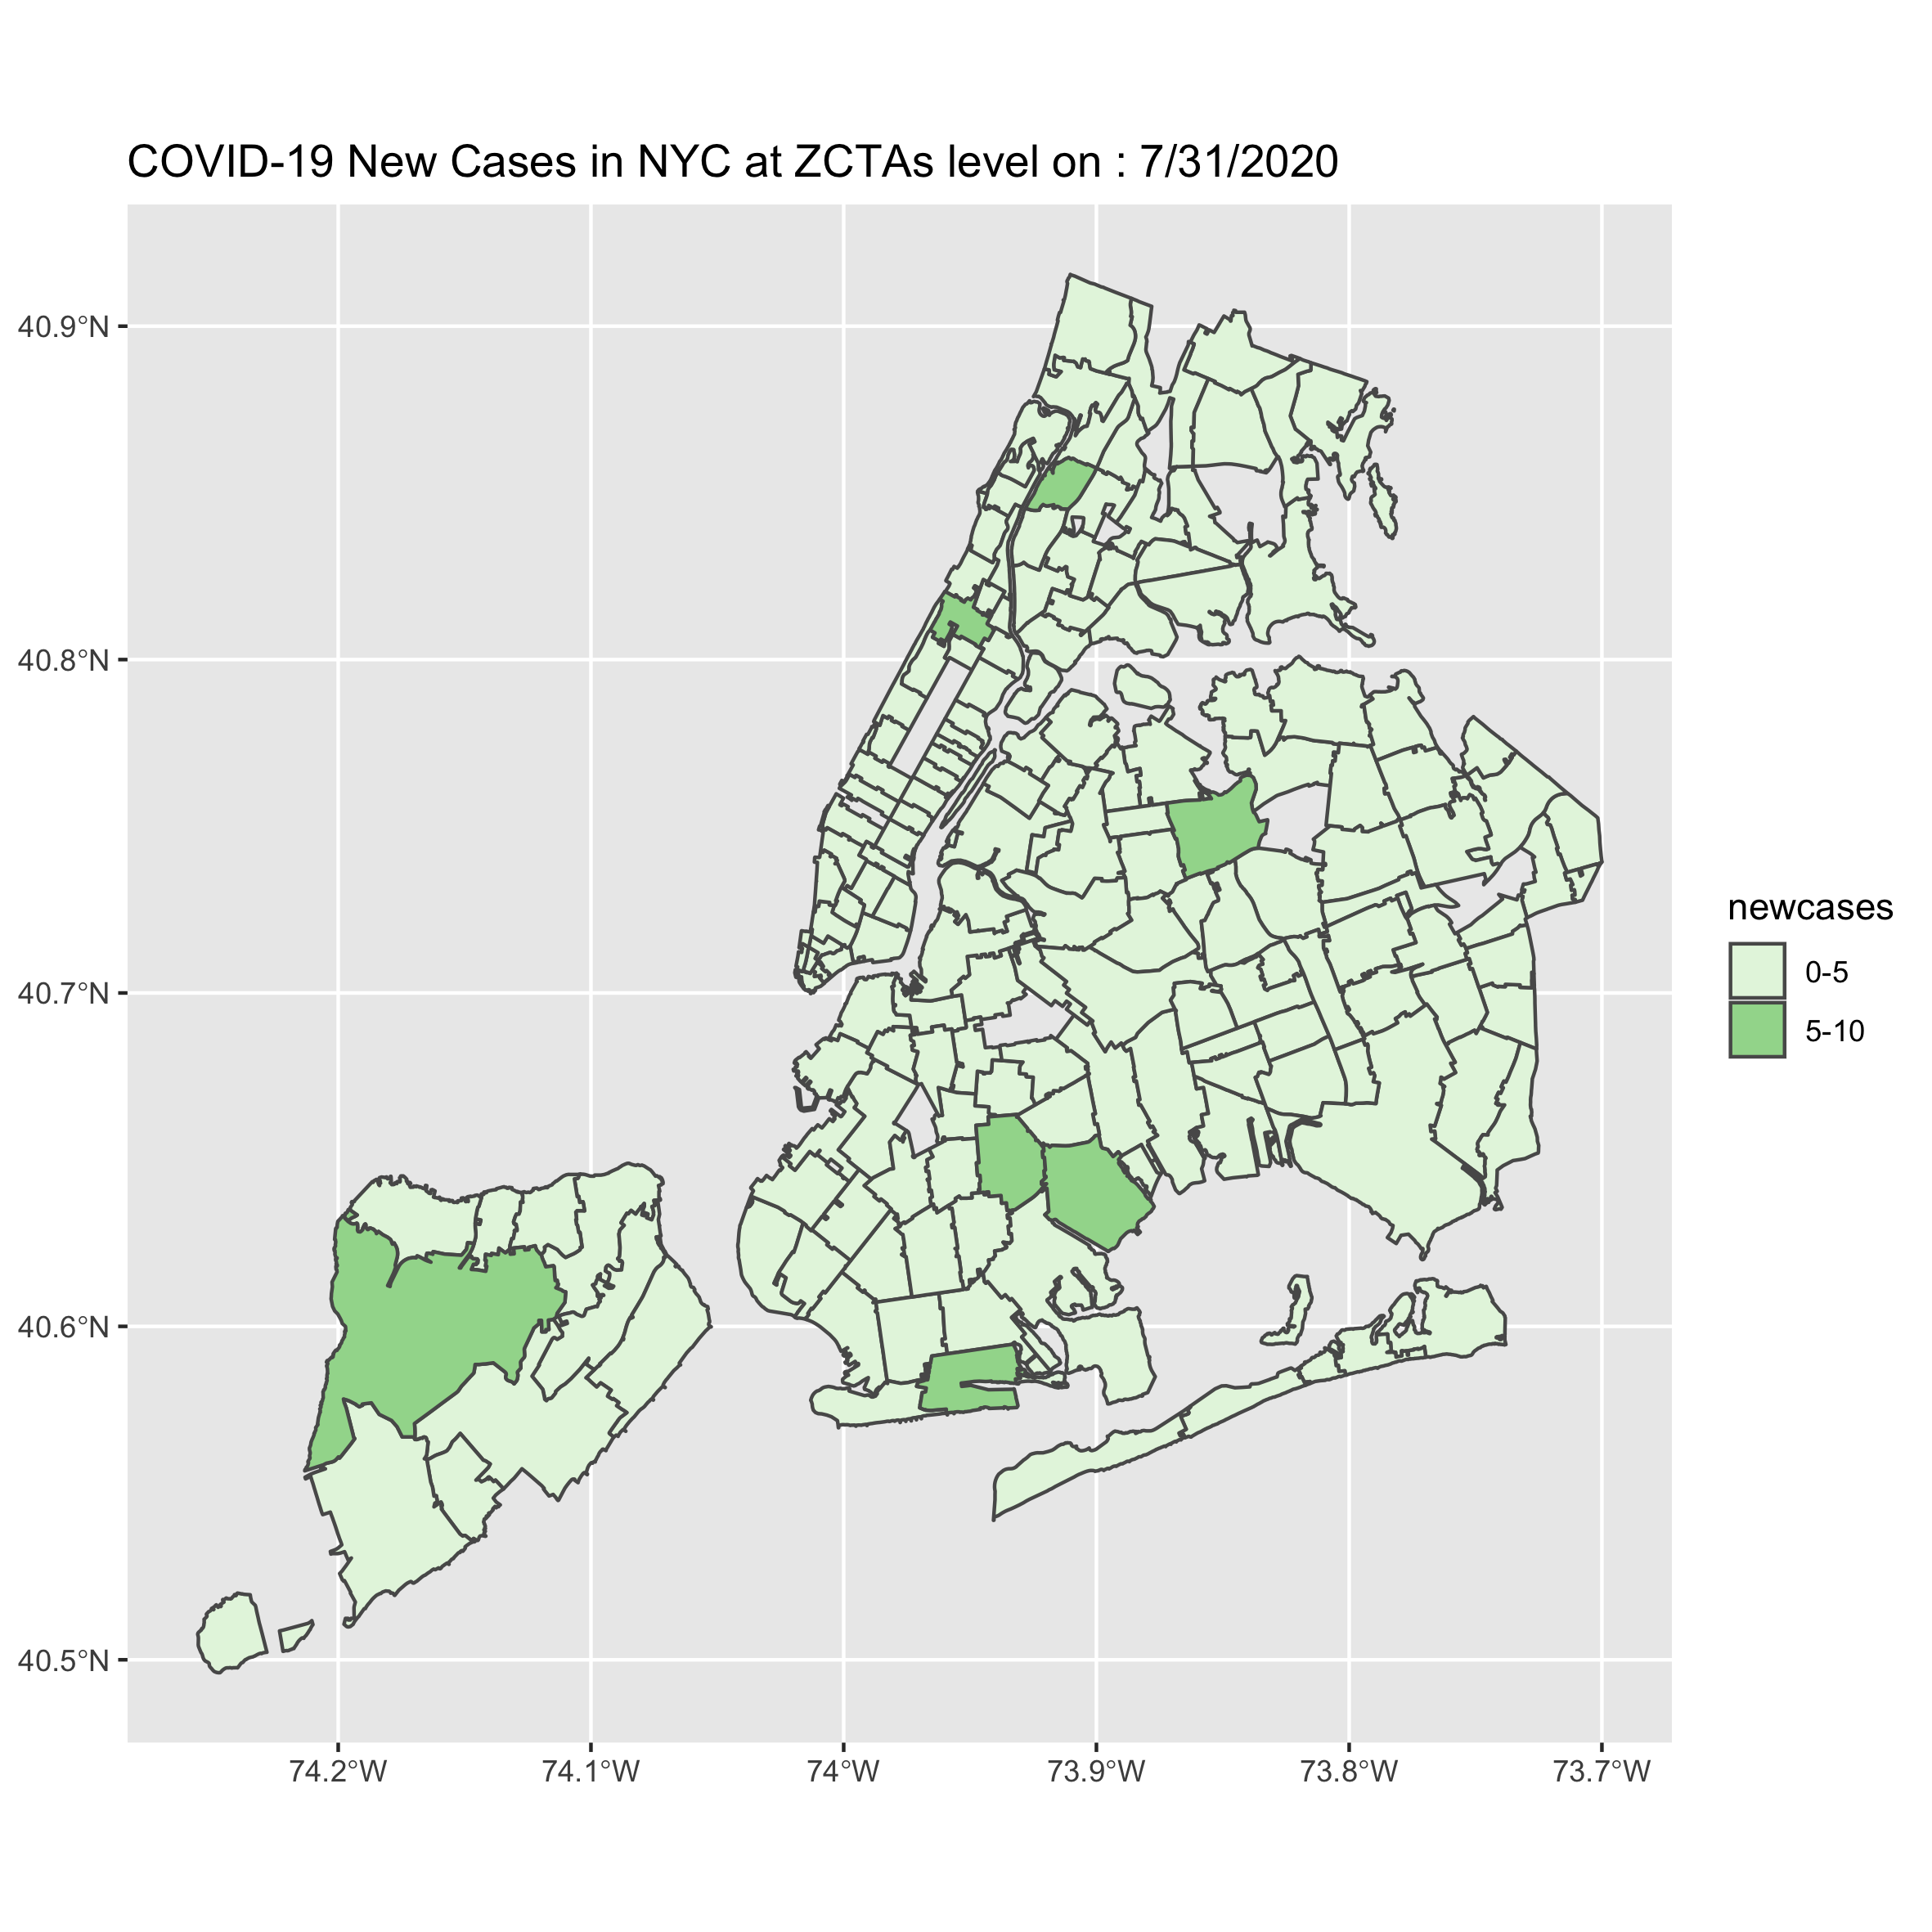 COVID-19 New Cases in NYC at ZCTAs level on : 7/31/2020
40.9°N
40.8°N
40.7°N
40.6°N
40.5°N
74.2°W
74.1°W
74°W
73.9°W
73.8°W
73.7°W
newcases
0-5
5-10